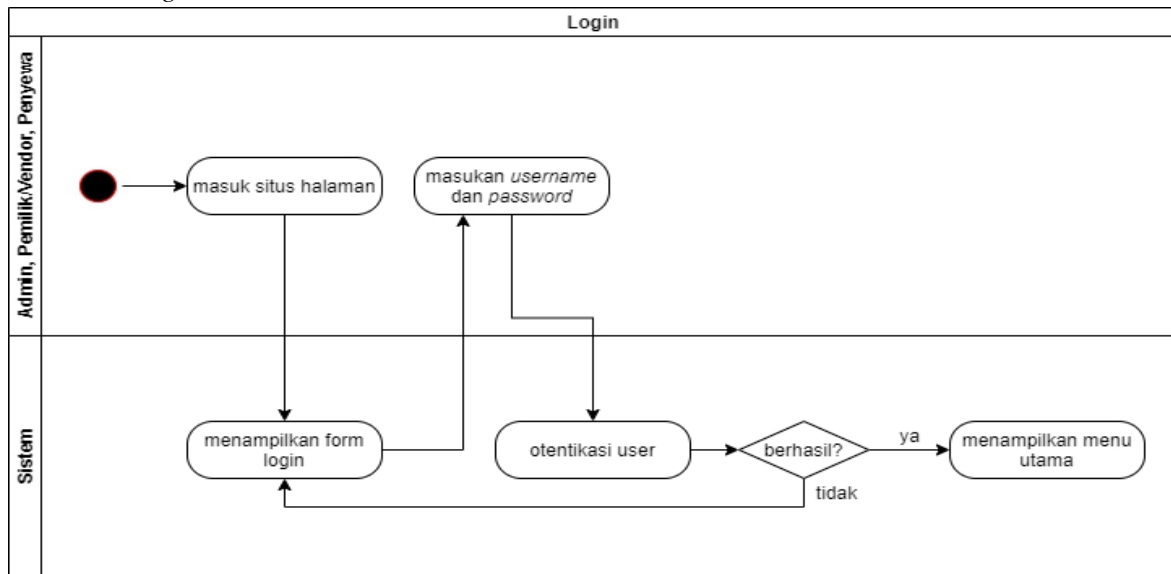 Login
Admin, Pemilik/Vendor, Penyewa
masuk situs halaman
masukan username
dan password
Sistem
menampilkan form
login
otentikasi user
berhasil?
ya
menampilkan menu
utama
tidak